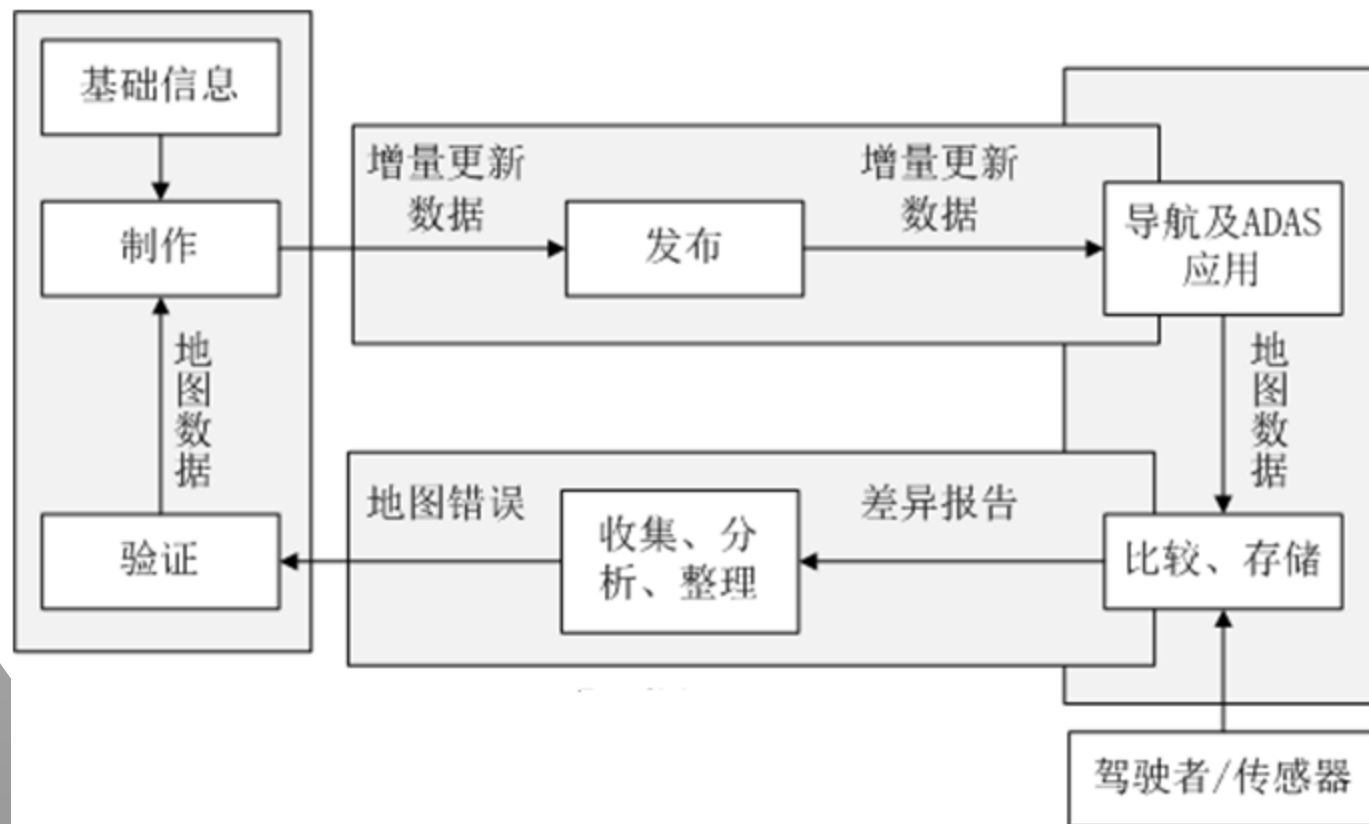 基础信息
制作
地图数据
验证
增量更新
数据
发布
增量更新
数据
导航及ADAS
应用
地图数据
地图错误
收集、分
析、整理
差异报告
比较、存储
驾驶者/传感器